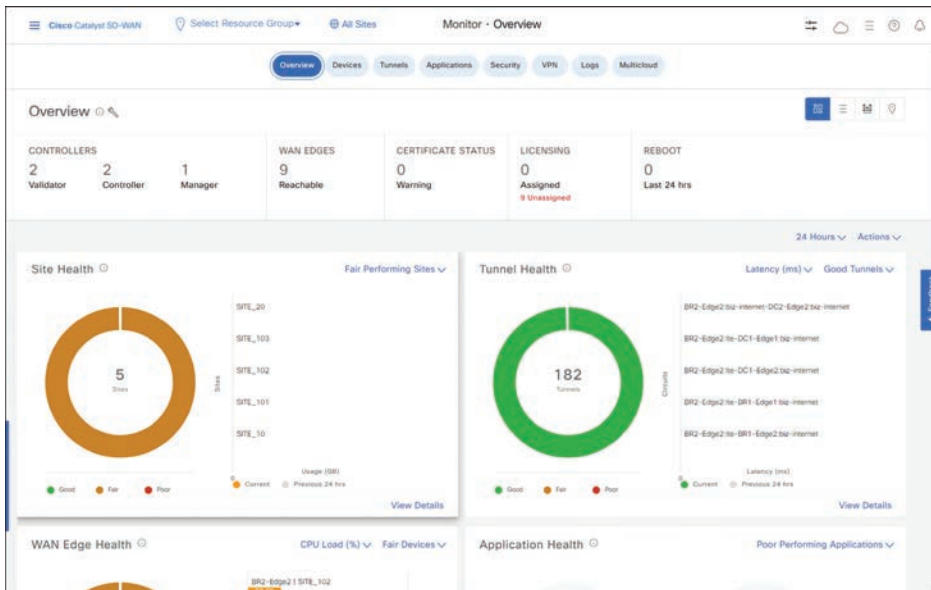 Cisco Catalyst SD-WAN
Select Resource Group
All Sites
Monitor · Overview
Overview
Devices
Tunnels
Applications
Security
VPN
Logs
Multicloud
Overview
CONTROLLERS
2
Validator
2
Controller
1
Manager
WAN EDGES
9
Reachable
CERTIFICATE STATUS
0
Warning
LICENSING
0
Assigned
9 Unassigned
REBOOT
0
Last 24 hrs
24 Hours
Actions
Site Health
Fair Performing Sites
5
Sites
Sites
SITE_20
SITE_103
SITE_102
SITE_101
SITE_10
0
Usage (GB)
Good
Fair
Poor
Current
Previous 24 hrs
View Details
Tunnel Health
Latency (ms)
Good Tunnels
182
Tunnels
Circuits
BR2-Edge2:biz-internet-DC2-Edge2:biz-internet
BR2-Edge2:lte-DC1-Edge1:biz-internet
BR2-Edge2:lte-DC1-Edge2:biz-internet
BR2-Edge2:lte-BR1-Edge1:biz-internet
BR2-Edge2:lte-BR1-Edge2:biz-internet
0
Latency (ms)
Good
Fair
Poor
Current
Previous 24 hrs
View Details
WAN Edge Health
CPU Load (%)
Fair Devices
BR2-Edge2 | SITE_102
Application Health
Poor Performing Applications